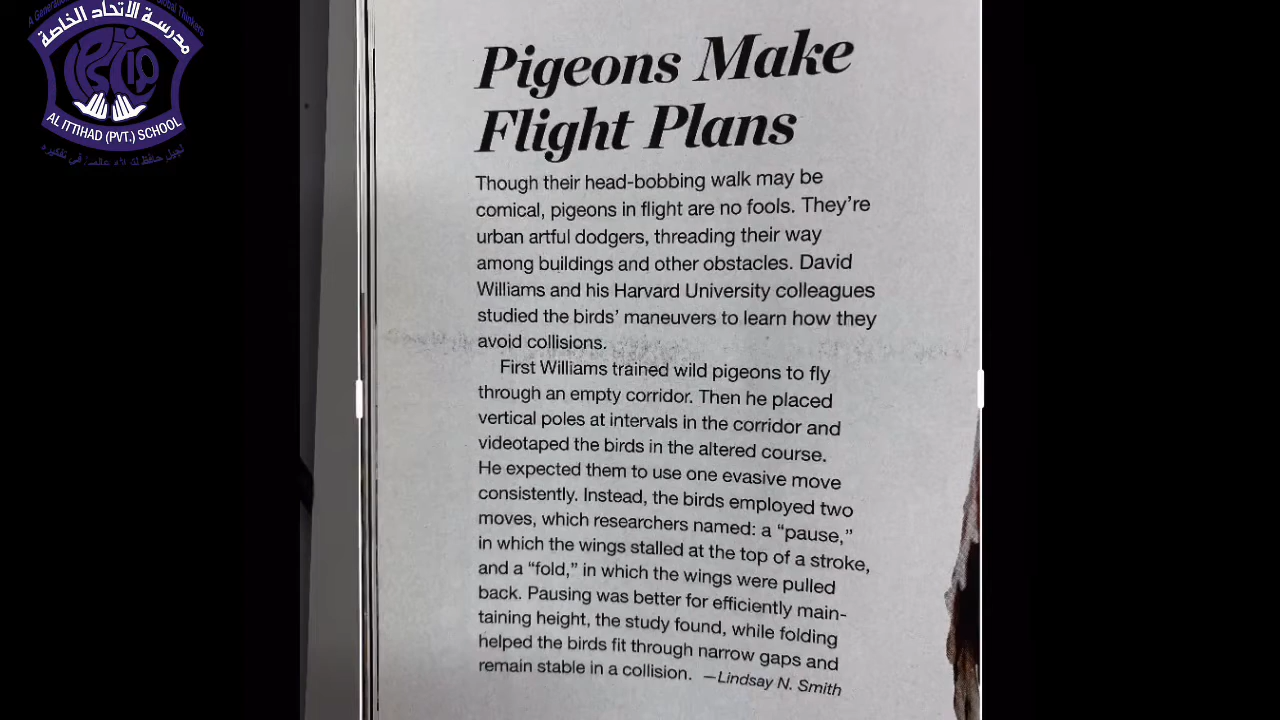 مدرسة الاتحاد الخاصة
AL ITTIHAD (PVT.) SCHOOL
Pigeons Make
Flight Plans
Though their head-bobbing walk may be
comical, pigeons in flight are no fools. They're
urban artful dodgers, threading their way
among buildings and other obstacles. David
Williams and his Harvard University colleagues
studied the birds' maneuvers to learn how they
avoid collisions.
First Williams trained wild pigeons to fly
through an empty corridor. Then he placed
vertical poles at intervals in the corridor and
videotaped the birds in the altered course.
He expected them to use one evasive move
consistently. Instead, the birds employed two
moves, which researchers named: a "pause,"
in which the wings stalled at the top of a stroke,
and a "fold," in which the wings were pulled
back. Pausing was better for efficiently main-
taining height, the study found, while folding
helped the birds fit through narrow gaps and
remain stable in a collision. —Lindsay N. Smith